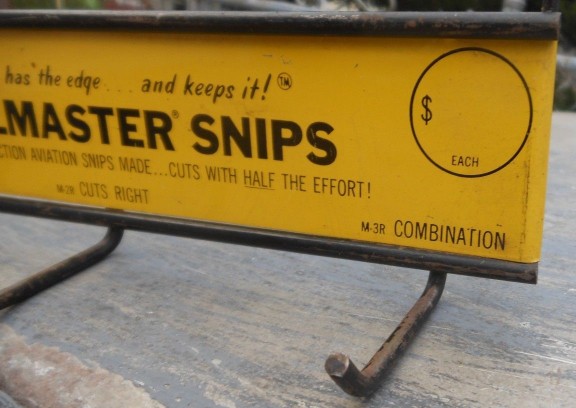 has the edge... and keeps it!™
LMASTER® SNIPS
CTION AVIATION SNIPS MADE...CUTS WITH HALF THE EFFORT!
M-2R CUTS RIGHT
M-3R COMBINATION
$
EACH